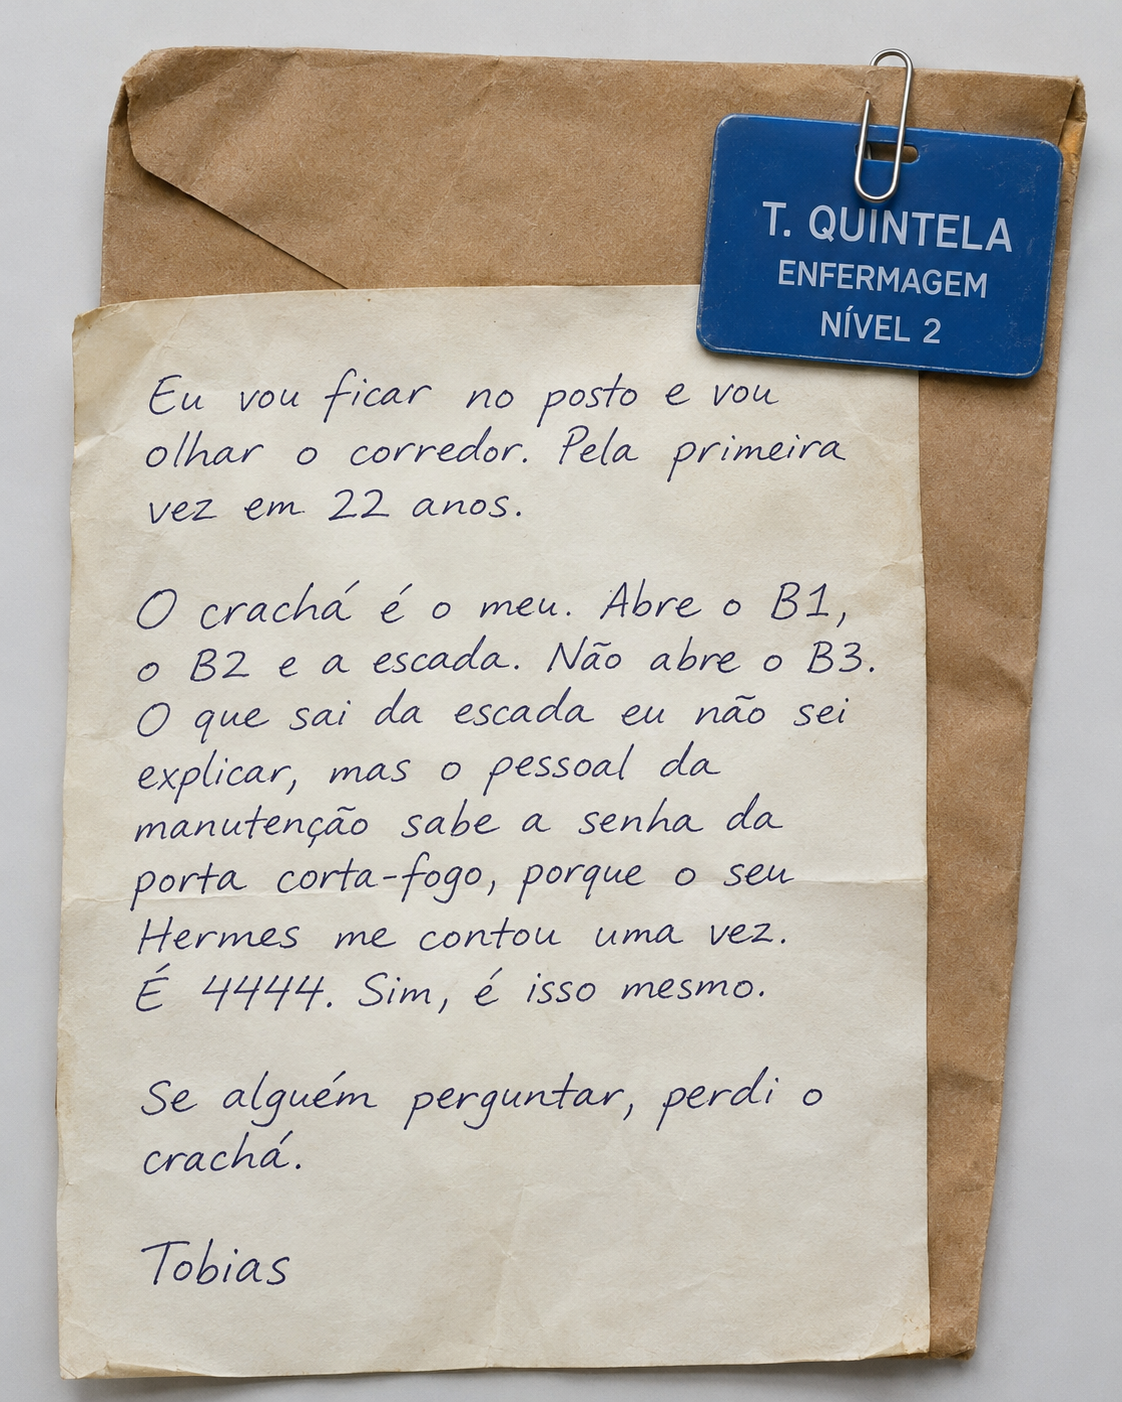 T. QUINTELA
ENFERMAGEM
NÍVEL 2
Eu vou ficar no posto e vou
olhar o corredor. Pela primeira
vez em 22 anos.
O crachá é o meu. Abre o B1,
o B2 e a escada. Não abre o B3.
O que sai da escada eu não sei
explicar, mas o pessoal da
manutenção sabe a senha da
porta corta-fogo, porque o seu
Hermes me contou uma vez.
É 4444. Sim, é isso mesmo.
Se alguém perguntar, perdi o
crachá.
Tobias